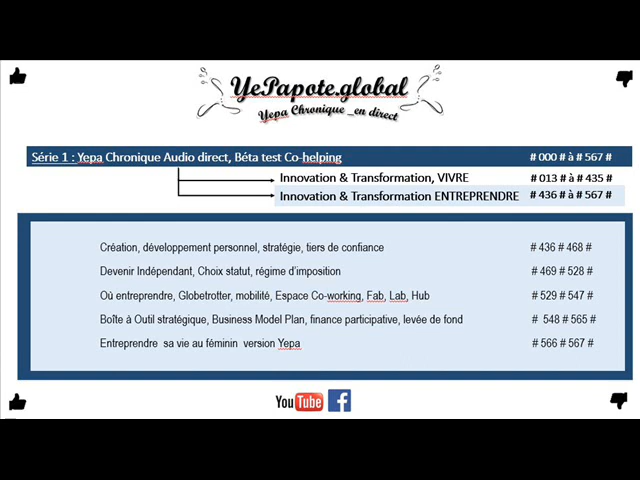 YePapote.global
Yepa Chronique _en direct
Série 1 : Yepa Chronique Audio direct, Béta test Co-helping # 000 # à # 567 #
Innovation & Transformation, VIVRE # 013 # à # 435 #
Innovation & Transformation ENTREPRENDRE # 436 # à # 567 #
Création, développement personnel, stratégie, tiers de confiance # 436 # 468 #
Devenir Indépendant, Choix statut, régime d'imposition # 469 # 528 #
Où entreprendre, Globetrotter, mobilité, Espace Co-working, Fab, Lab, Hub # 529 # 547 #
Boîte à Outil stratégique, Business Model Plan, finance participative, levée de fond # 548 # 565 #
Entreprendre sa vie au féminin version Yepa # 566 # 567 #
YouTube f